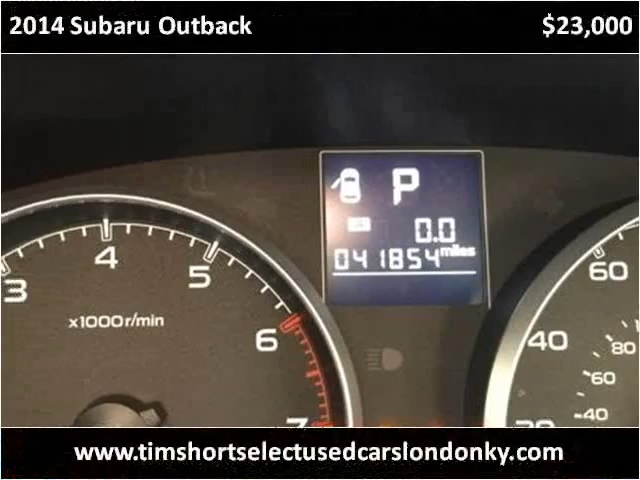 2014 Subaru Outback $23,000
P
0.0
041854 miles
3 4 5 6 7
x1000r/min
60
40
20
80
60
40
www.timshortselectusedcarslondonky.com